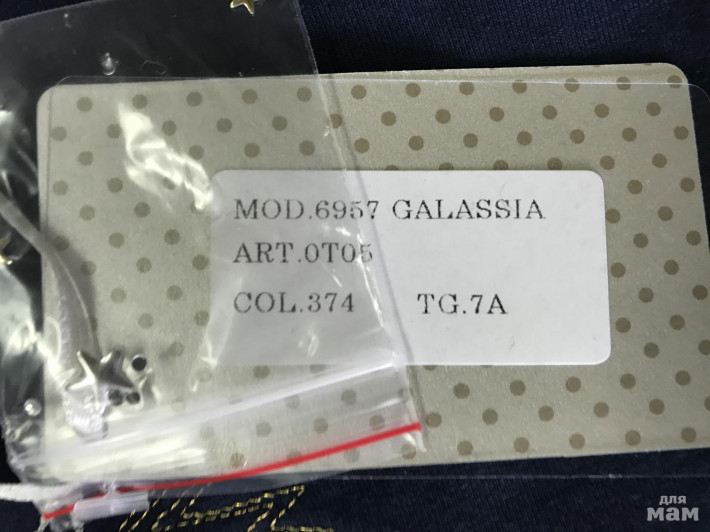 MOD.6957 GALASSIA
ART.0T05
COL.374 TG.7A
для
мам